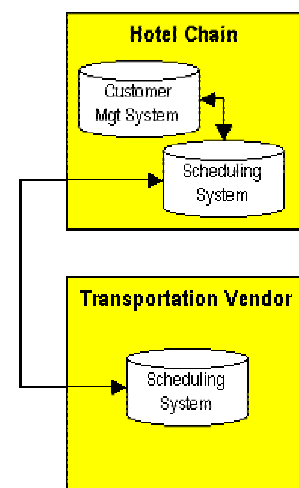 Hotel Chain
Customer
Mgt System
Scheduling
System
Transportation Vendor
Scheduling
System